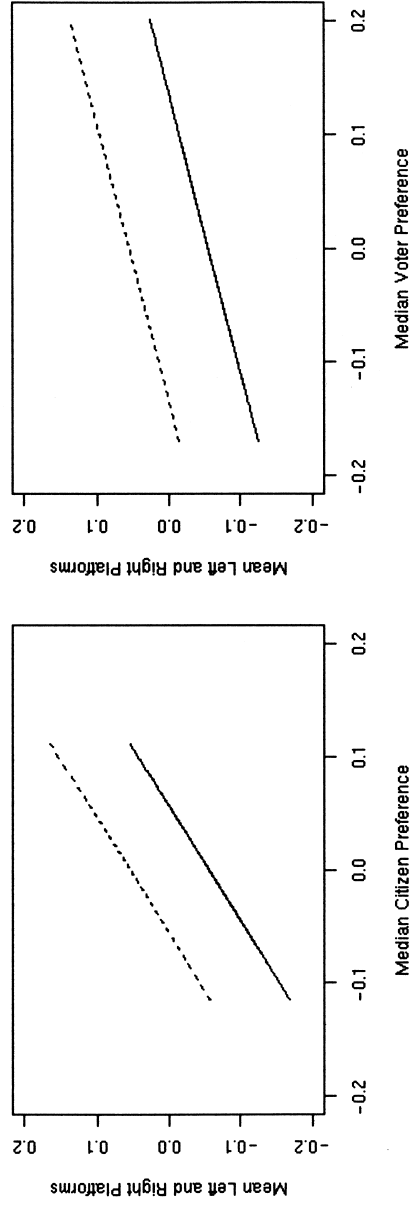 Mean Left and Right Platforms
0.2
0.1
0.0
-0.1
-0.2
-0.2 -0.1 0.0 0.1 0.2
Median Citizen Preference
Mean Left and Right Platforms
0.2
0.1
0.0
-0.1
-0.2
-0.2 -0.1 0.0 0.1 0.2
Median Voter Preference